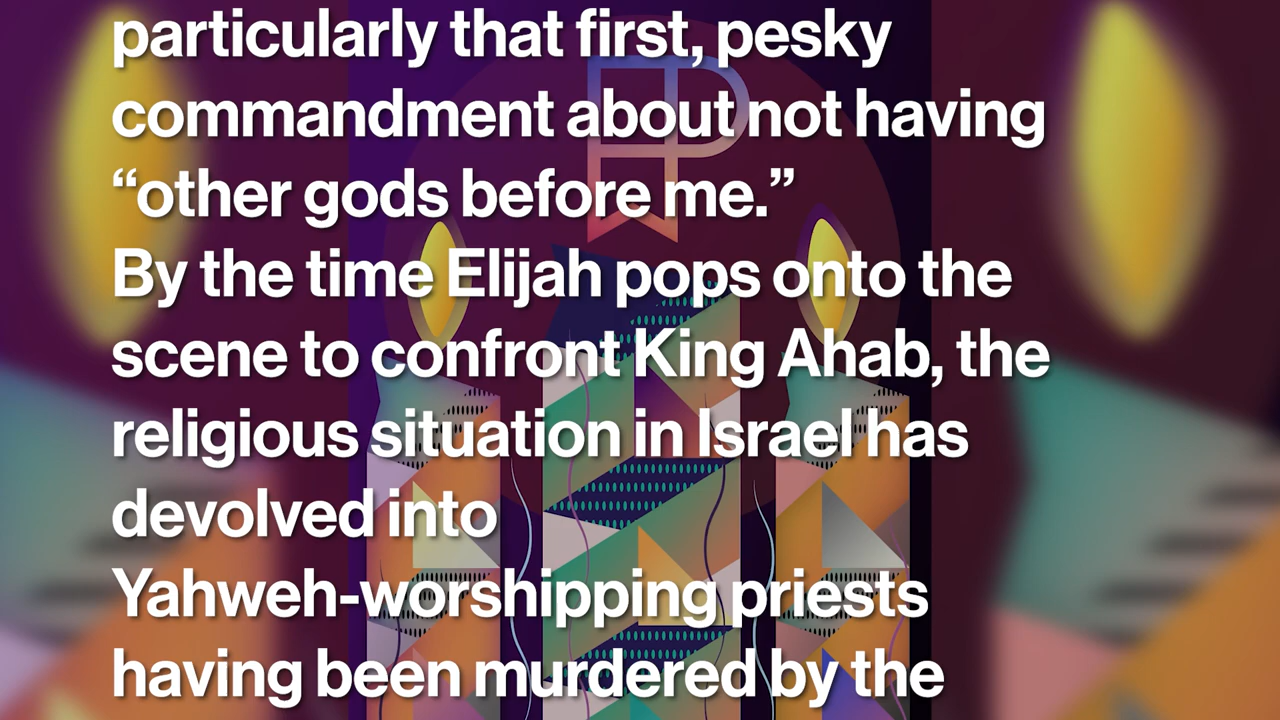 particularly that first, pesky
commandment about not having
“other gods before me.”
By the time Elijah pops onto the
scene to confront King Ahab, the
religious situation in Israel has
devolved into
Yahweh-worshipping priests
having been murdered by the